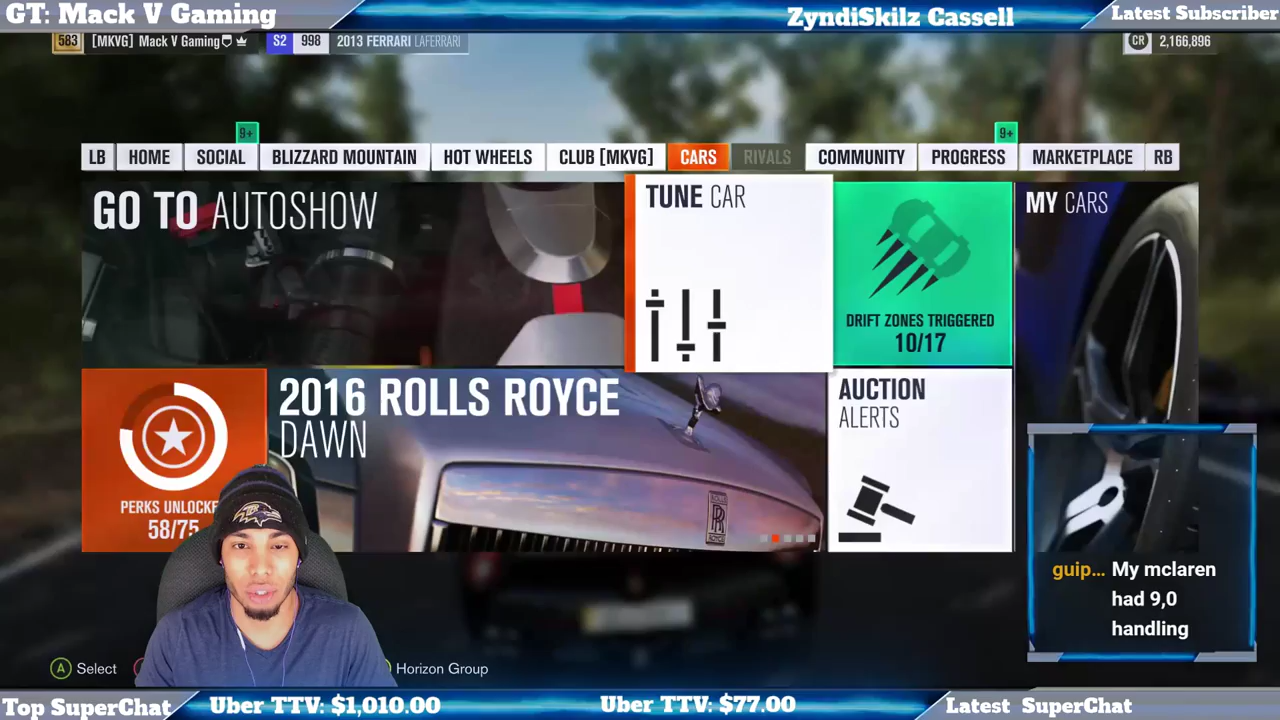 GT: Mack V Gaming
ZyndiSkilz Cassell
Latest Subscriber
583 [MKVG] Mack V Gaming S2 998 2013 FERRARI LAFERRARI
CR 2,166,896
9+
9+
LB HOME SOCIAL BLIZZARD MOUNTAIN HOT WHEELS CLUB [MKVG] CARS RIVALS COMMUNITY PROGRESS MARKETPLACE RB
GO TO AUTOSHOW
TUNE CAR
MY CARS
DRIFT ZONES TRIGGERED
10/17
2016 ROLLS ROYCE
DAWN
RR
AUCTION
ALERTS
PERKS UNLOCKE
58/75
guip... My mclaren
had 9,0
handling
A Select
Horizon Group
Top SuperChat
Uber TTV: $1,010.00
Uber TTV: $77.00
Latest SuperChat